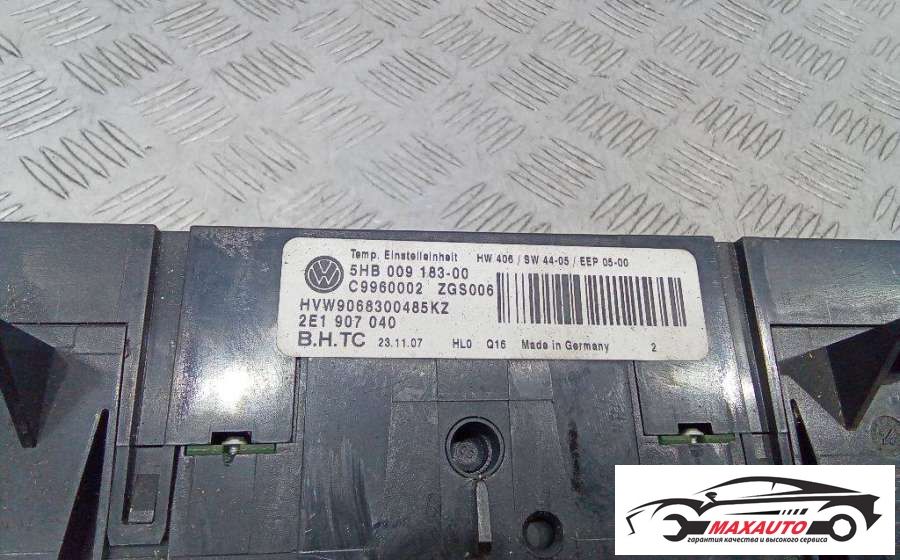 Temp. Einstelleinheit HW 406 / SW 44-05 / EEP 05-00
5HB 009 183-00
C9960002 ZGS006
HVW9068300485KZ
2E1 907 040
B.H.TC 23.11.07 HL0 Q16 Made in Germany 2
MAXAUTO
гарантия качества и высокого сервиса